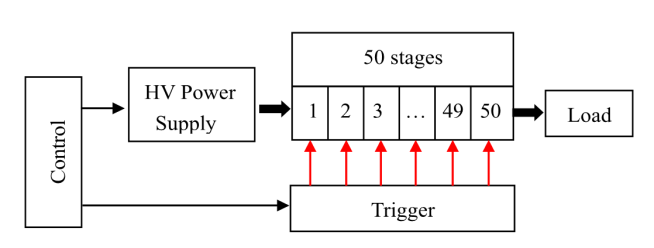 50 stages
HV Power
Supply
1 2 3 … 49 50
Load
Control
Trigger